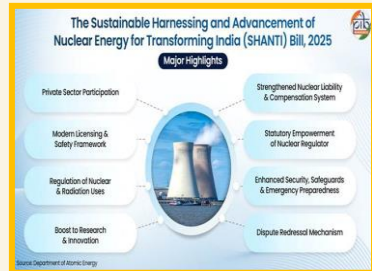 The Sustainable Harnessing and Advancement of
Nuclear Energy for Transforming India (SHANTI) Bill, 2025
Major Highlights
Private Sector Participation
Modern Licensing &
Safety Framework
Regulation of Nuclear
& Radiation Uses
Boost to Research
& Innovation
Strengthened Nuclear Liability
& Compensation System
Statutory Empowerment
of Nuclear Regulator
Enhanced Security, Safeguards
& Emergency Preparedness
Dispute Redressal Mechanism
Source: Department of Atomic Energy